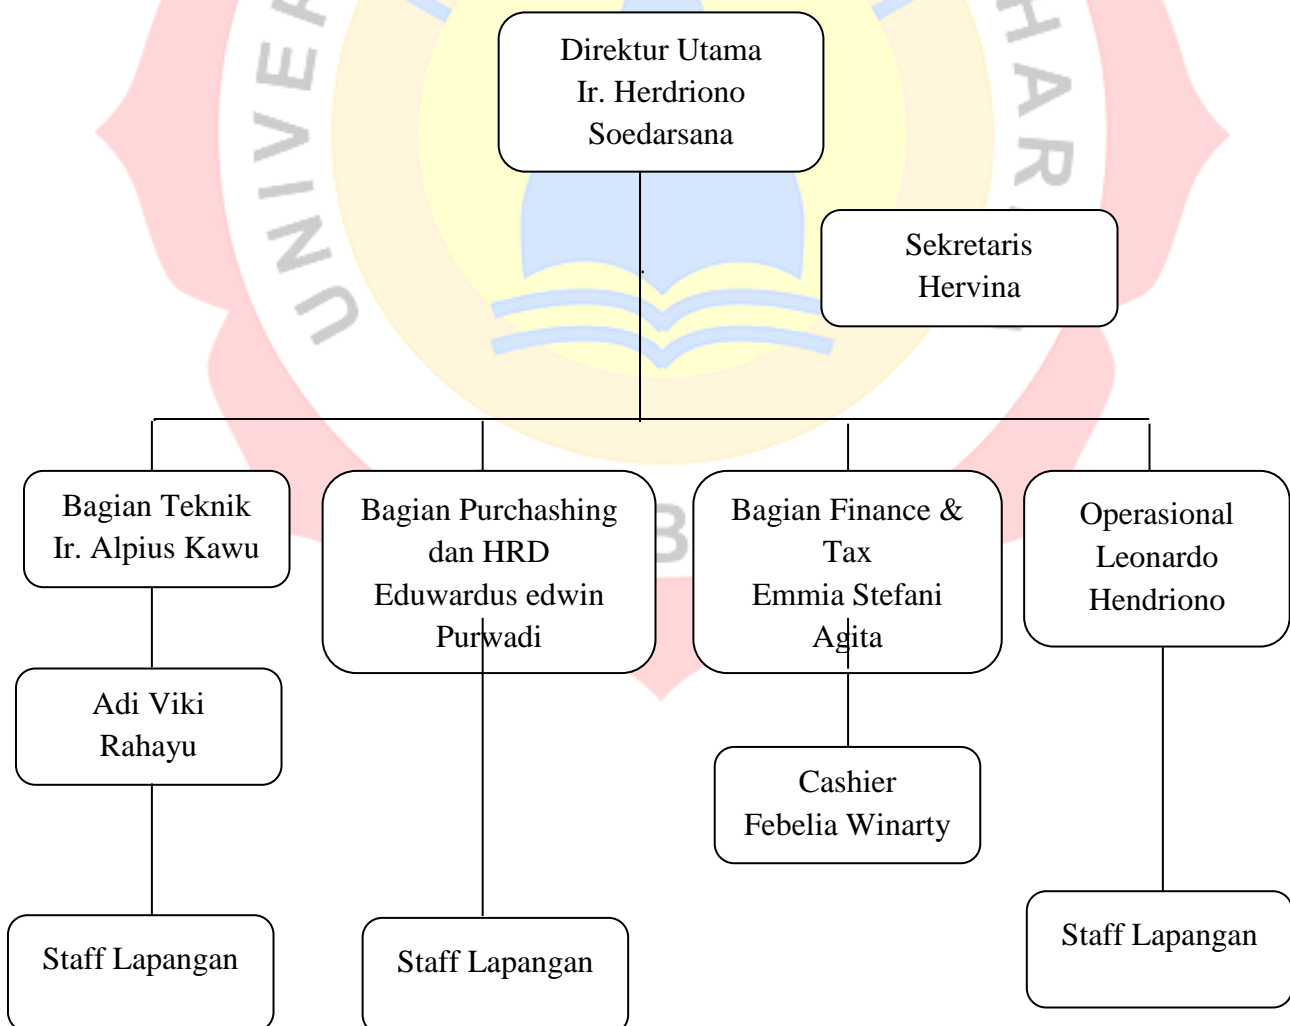 Direktur Utama
Ir. Herdriono
Soedarsana
Sekretaris
Hervina
Bagian Teknik
Ir. Alpius Kawu
Bagian Purchashing
dan HRD
Eduwardus edwin
Purwadi
Bagian Finance &
Tax
Emmia Stefani
Agita
Operasional
Leonardo
Hendriono
Adi Viki
Rahayu
Cashier
Febelia Winarty
Staff Lapangan
Staff Lapangan
Staff Lapangan